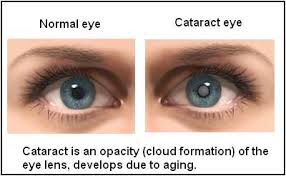 Normal eye Cataract eye
Cataract is an opacity (cloud formation) of the
eye lens, develops due to aging.